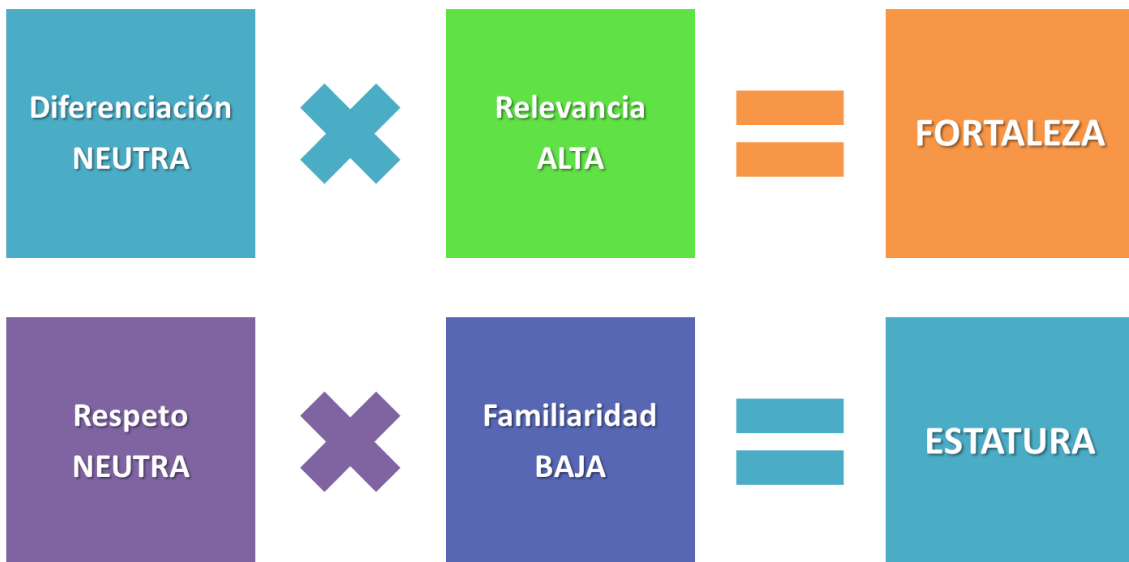 Diferenciación
NEUTRA
Relevancia
ALTA
FORTALEZA
Respeto
NEUTRA
Familiaridad
BAJA
ESTATURA